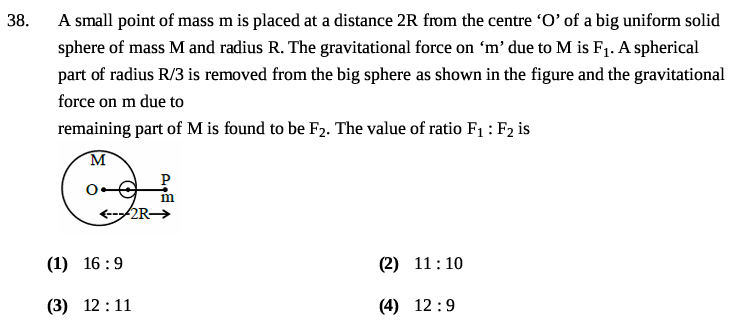 38. A small point of mass m is placed at a distance 2R from the centre ‘O’ of a big uniform solid
sphere of mass M and radius R. The gravitational force on ‘m’ due to M is F₁. A spherical
part of radius R/3 is removed from the big sphere as shown in the figure and the gravitational
force on m due to
remaining part of M is found to be F₂. The value of ratio F₁ : F₂ is
M
P
O
m
2R
(1) 16 : 9 (2) 11 : 10
(3) 12 : 11 (4) 12 : 9